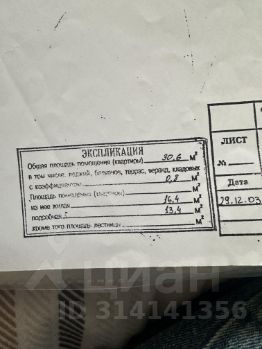 ЭКСПЛИКАЦИЯ
Общая площадь помещения (квартиры) 30,6 м²
в том числе: лоджий, балконов, террас, веранд, кладовых
с коэффициентом 0,8 м²
Площадь помещения (квартиры) м²
из нее жилая 16,4 м²
подсобная 13,4 м²
кроме того площадь лестниц м²
ЛИСТ
№
Дата
29.12.03
циан
ID 314141356